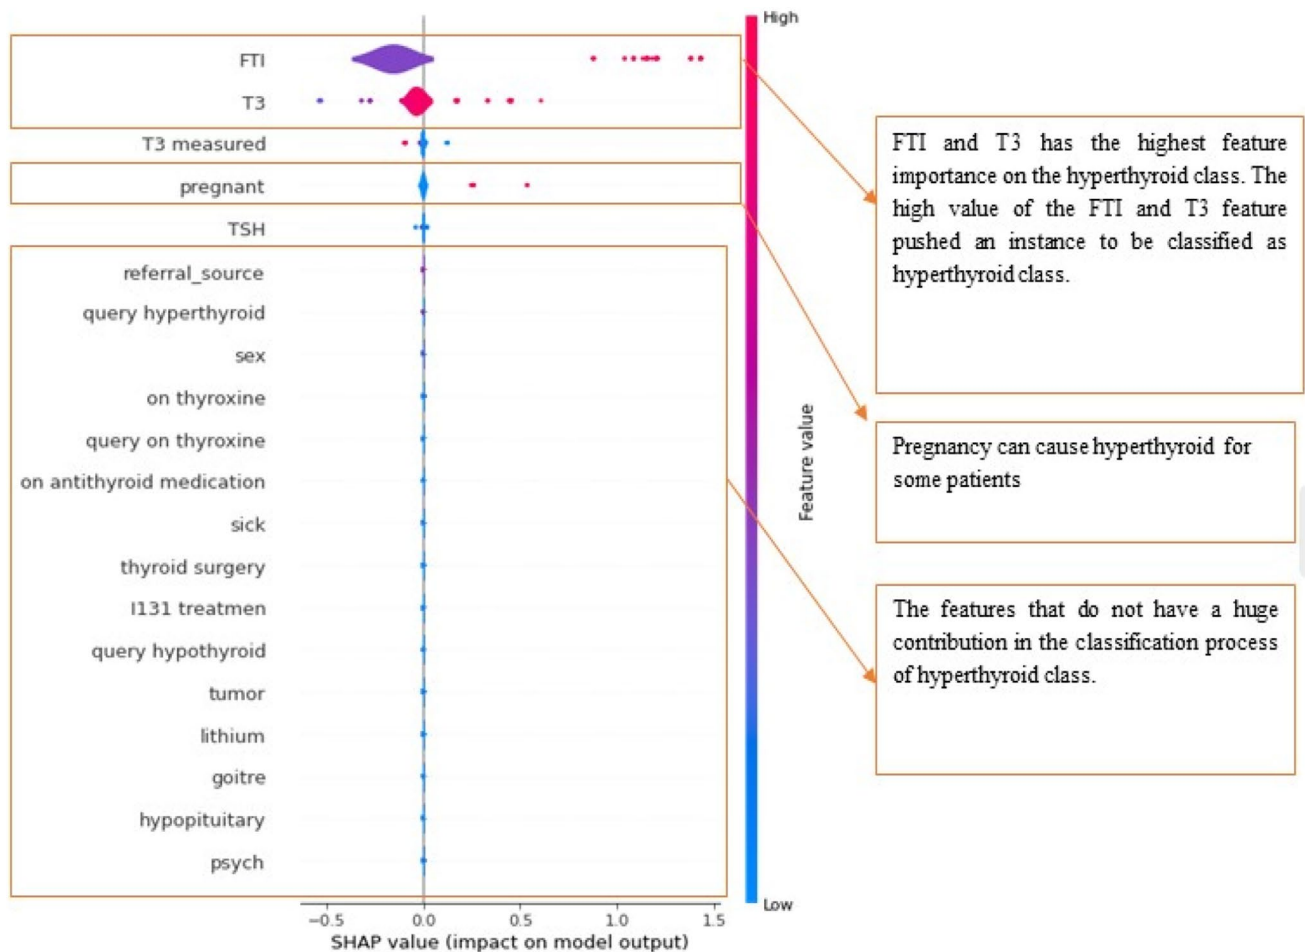 High
FTI
T3
T3 measured
pregnant
TSH
referral_source
query hyperthyroid
sex
on thyroxine
query on thyroxine
on antithyroid medication
sick
thyroid surgery
I131 treatmen
query hypothyroid
tumor
lithium
goitre
hypopituitary
psych
Low
−0.5 0.0 0.5 1.0 1.5
SHAP value (impact on model output)
Feature value
FTI and T3 has the highest feature
importance on the hyperthyroid class. The
high value of the FTI and T3 feature
pushed an instance to be classified as
hyperthyroid class.
Pregnancy can cause hyperthyroid for
some patients
The features that do not have a huge
contribution in the classification process
of hyperthyroid class.